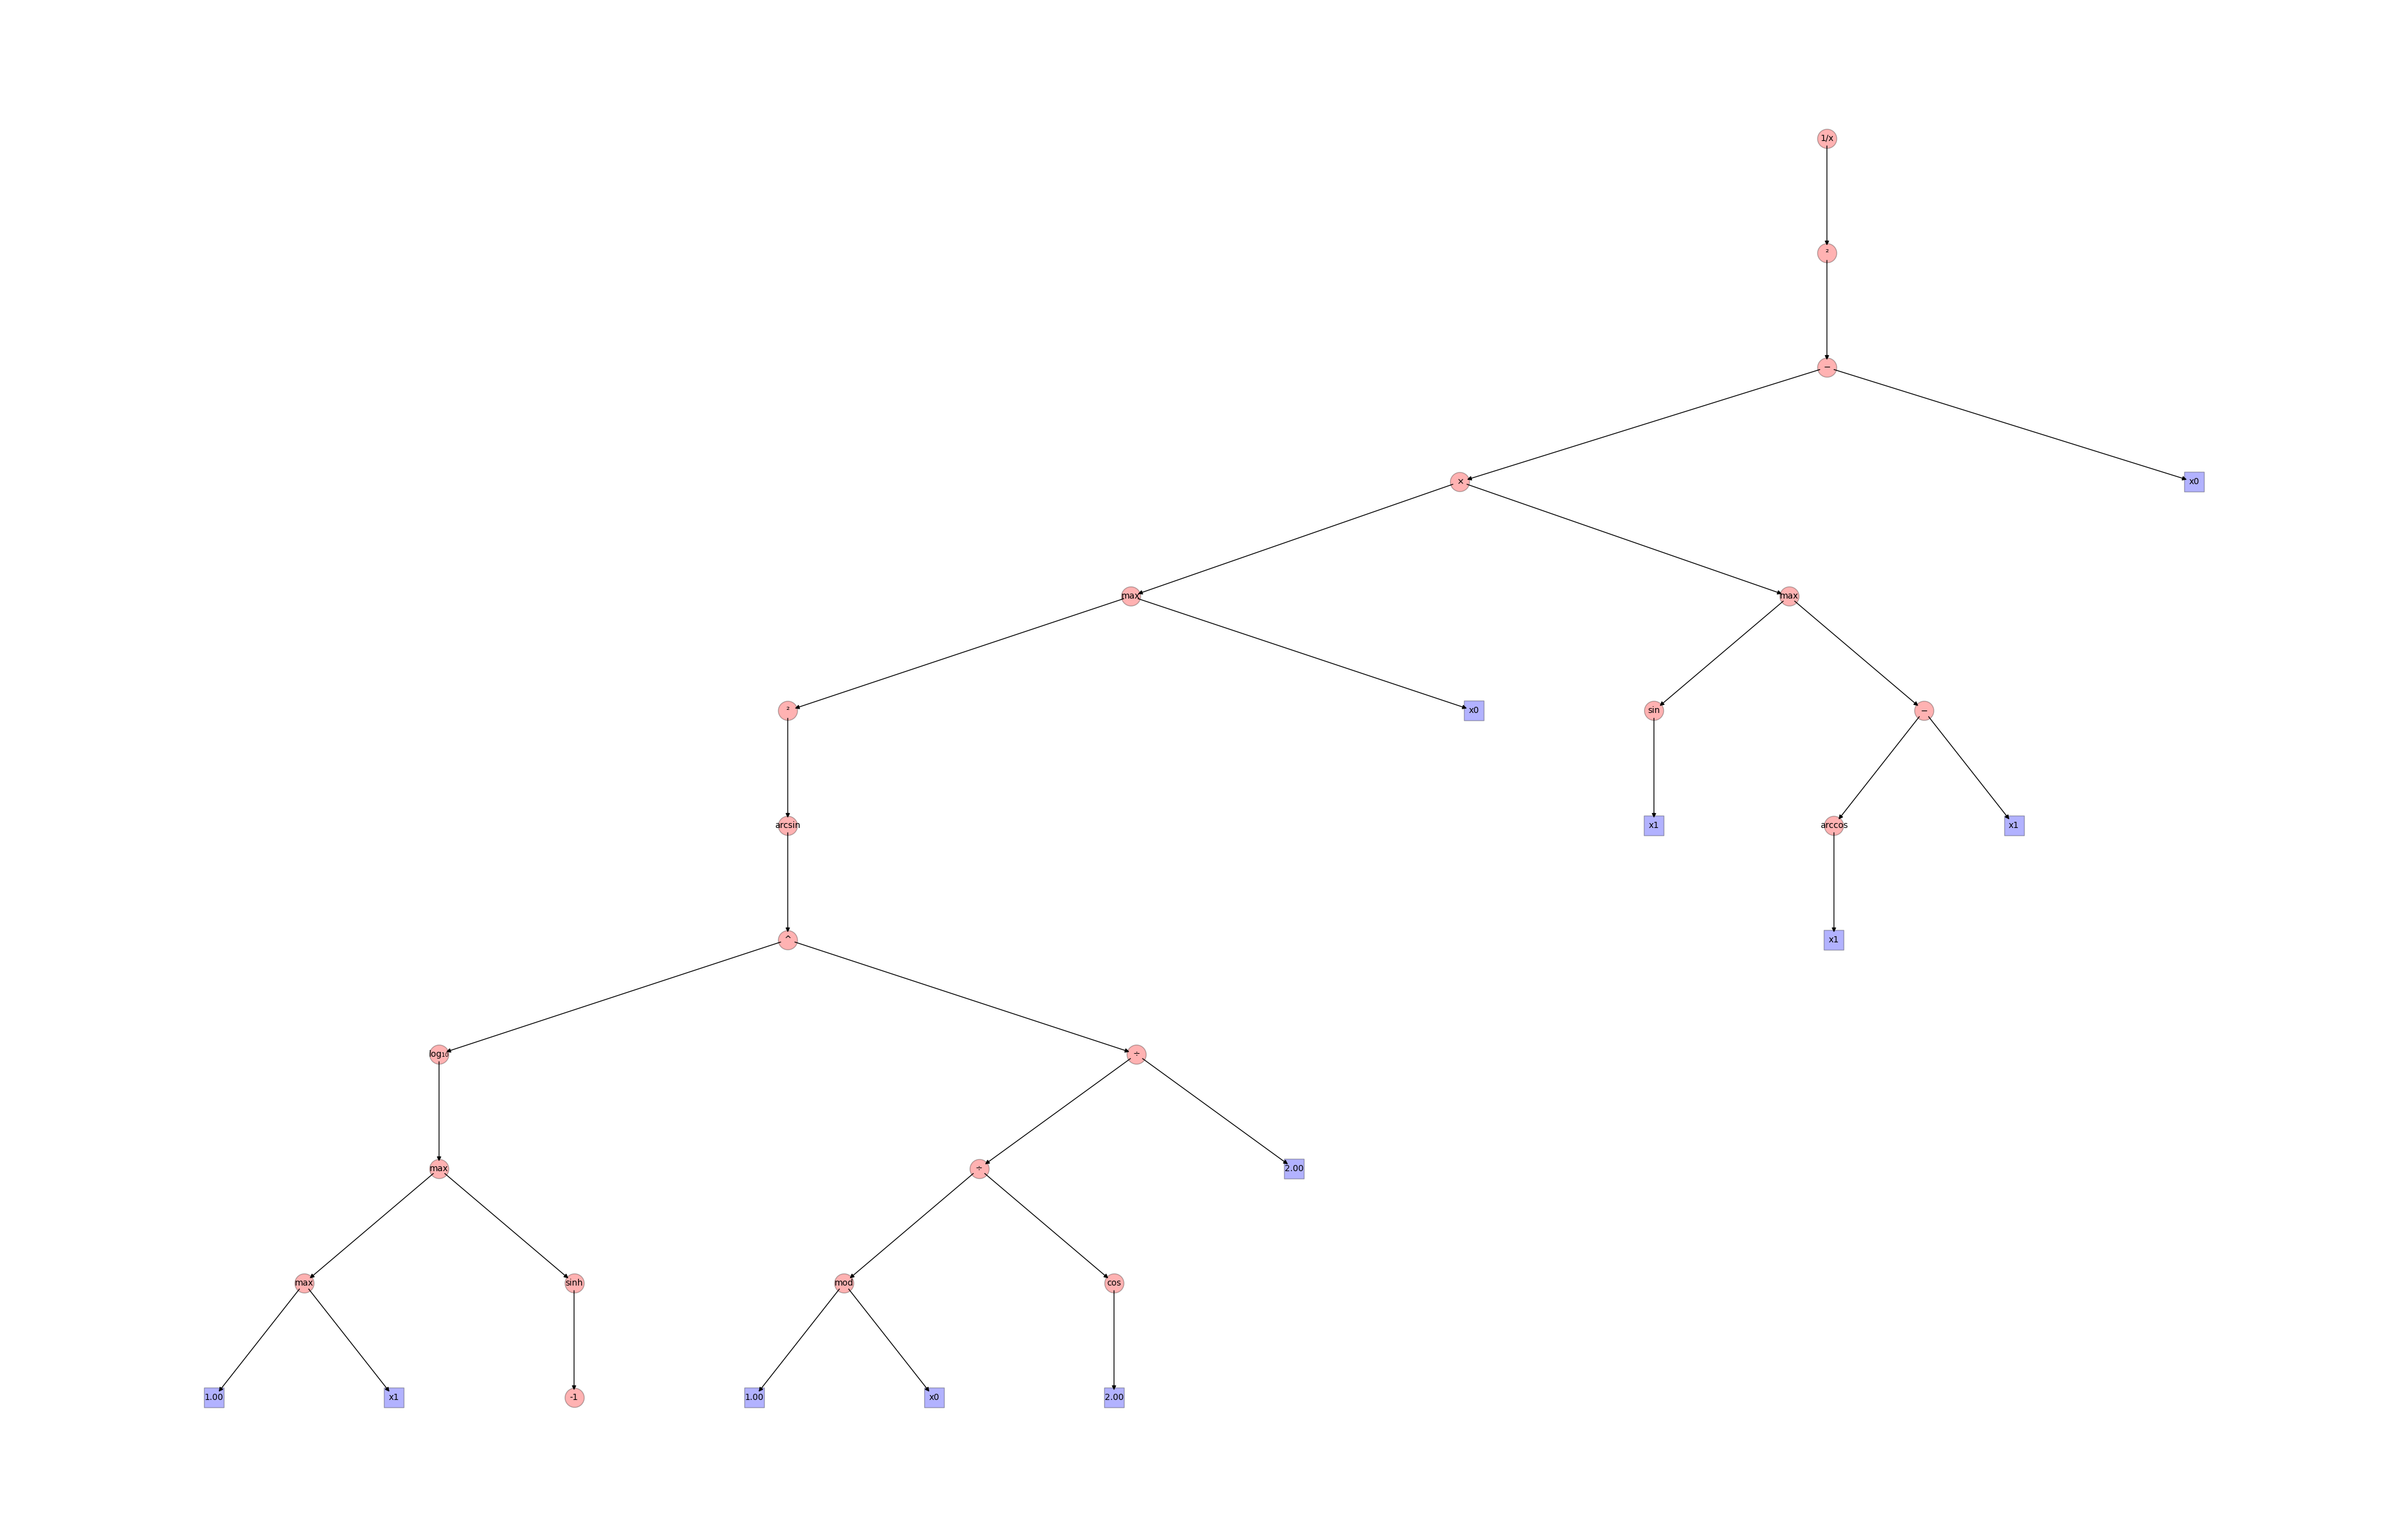 1/x
²
−
×
x0
max
max
²
x0
sin
−
arcsin
x1
arccos
x1
^
x1
log₁₀
÷
max
÷
2.00
max
sinh
mod
cos
1.00
x1
-1
1.00
x0
2.00